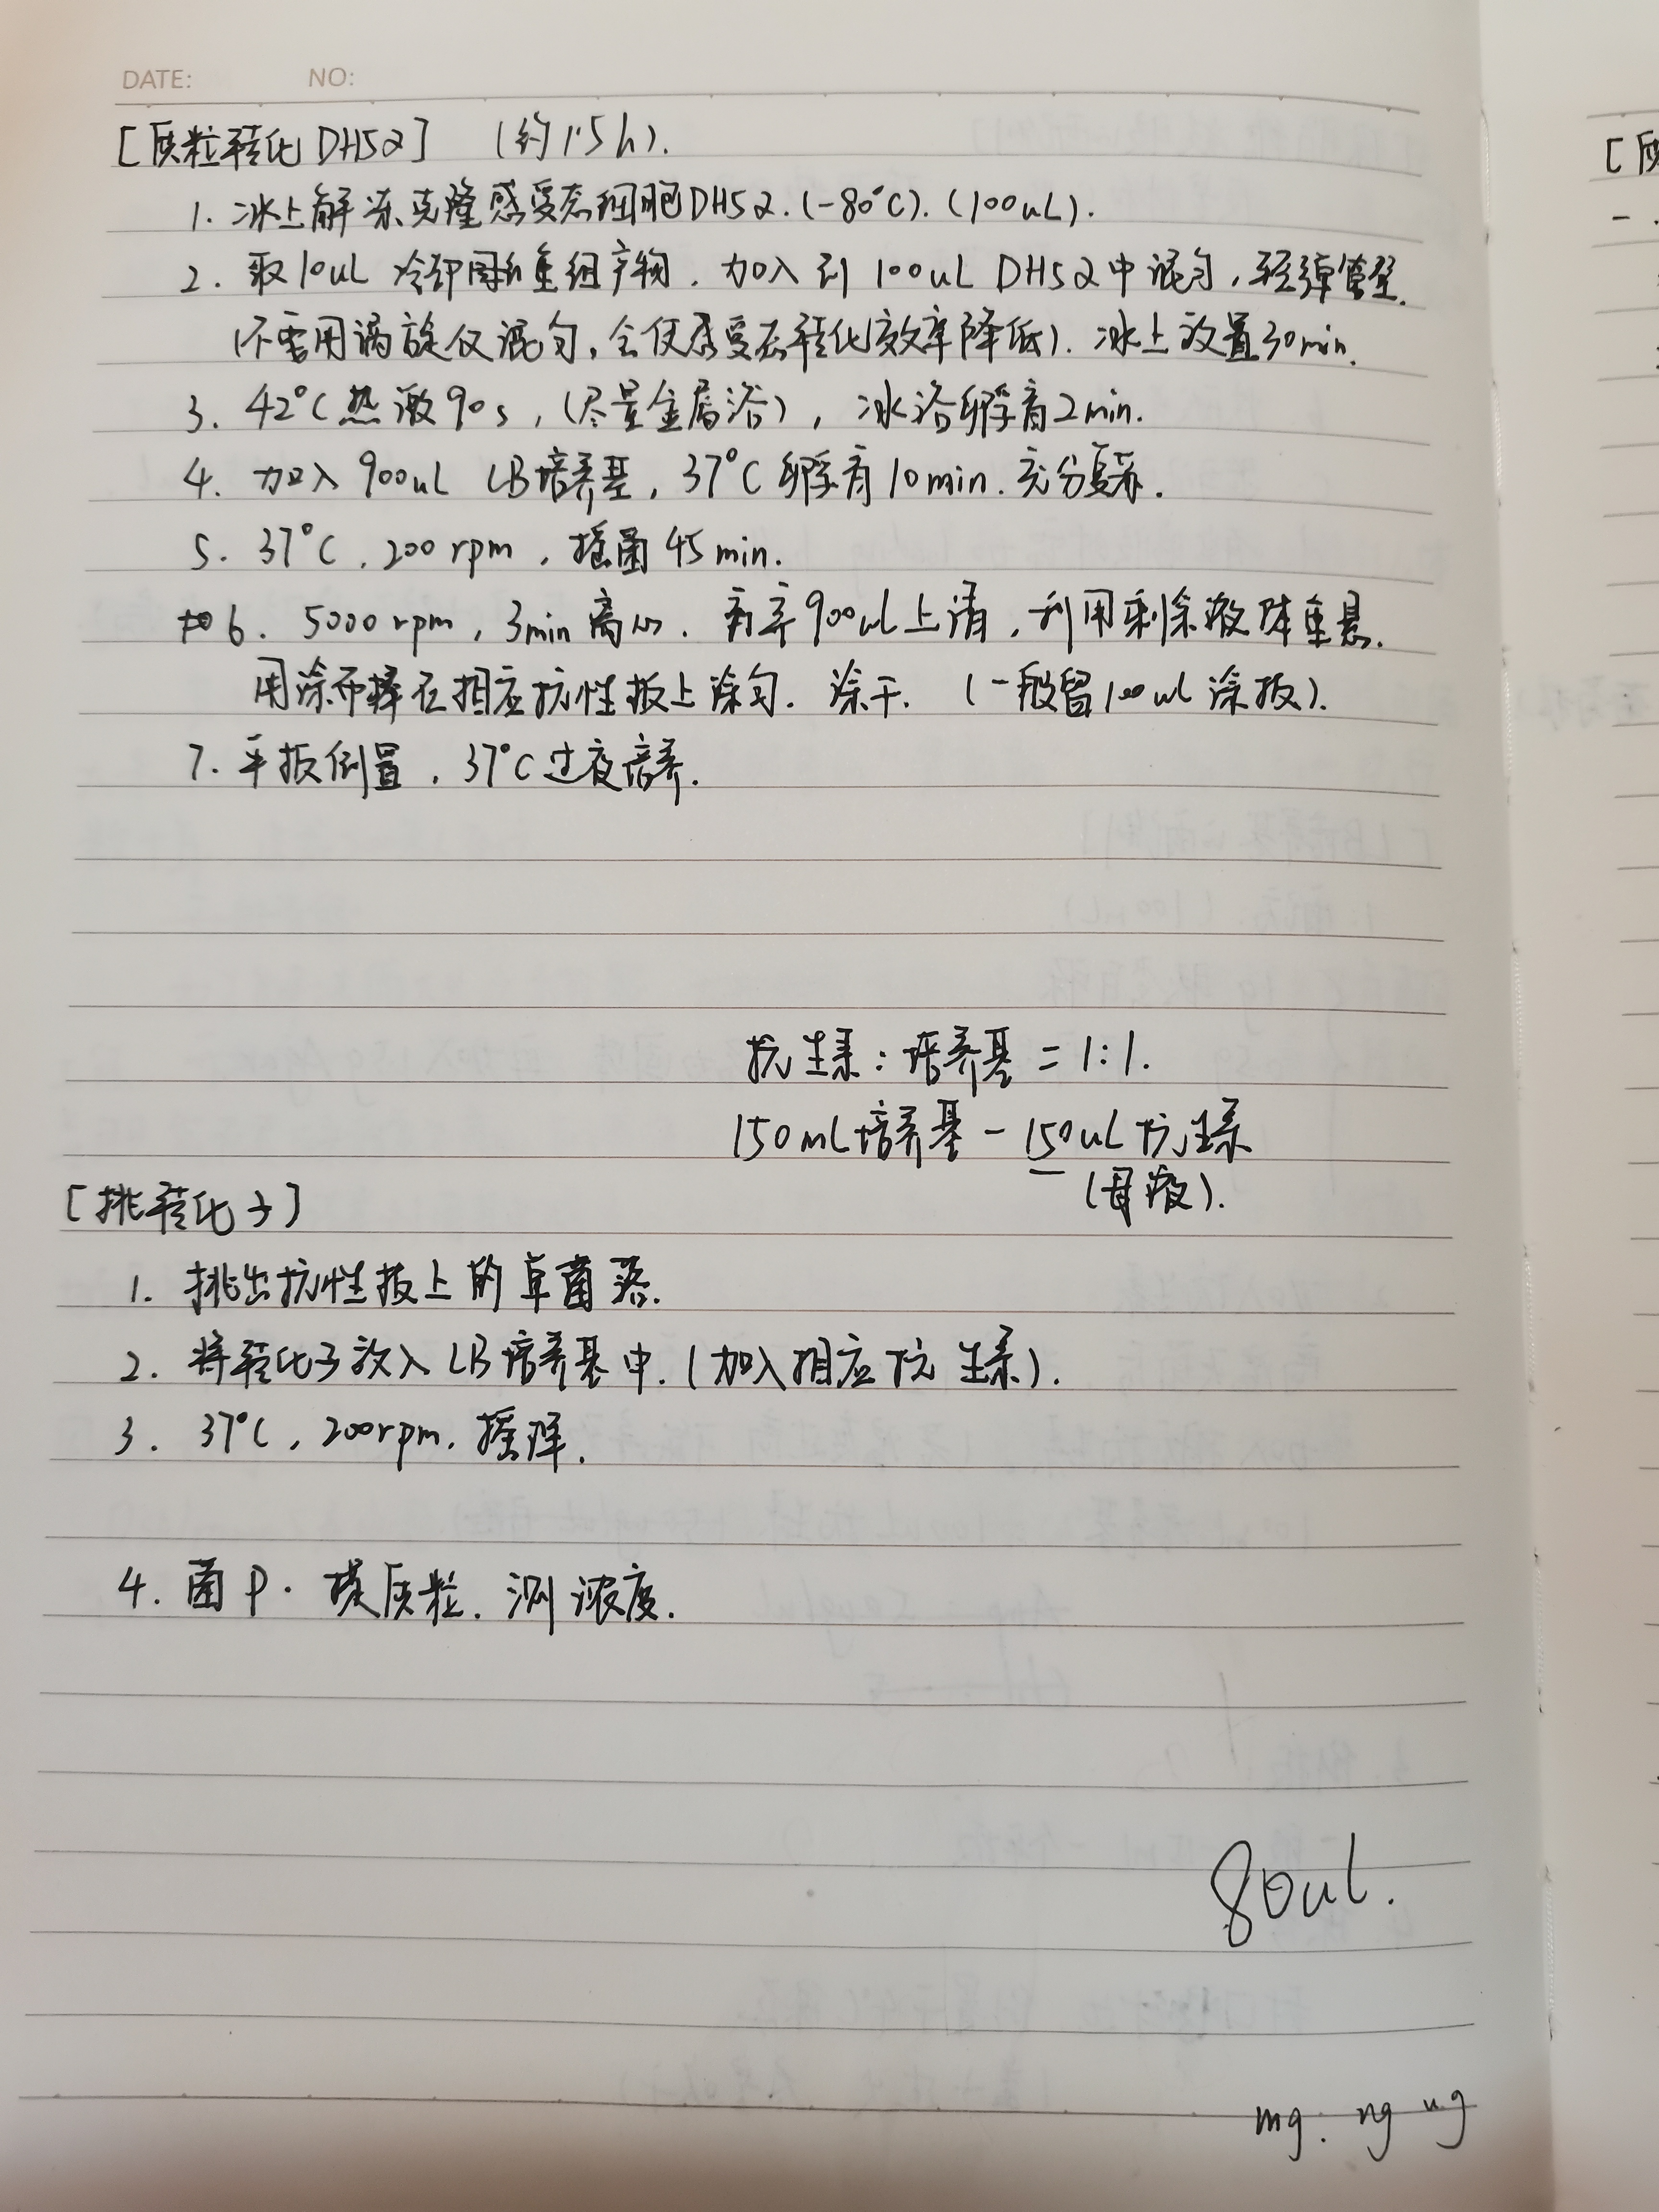 DATE: NO:
[质粒转化DH5α] (约1.5h).
1. 冰上解冻克隆感受态细胞DH5α.(-80°C).(100uL).
2. 取10uL 冷却 重组产物. 加入到100uL DH5α中混匀,轻弹管壁.
(不要用涡旋仪混匀,会使感受态转化效率降低). 冰上放置30min.
3. 42°C热激90s,(尽量金属浴), 冰浴孵育2min.
4. 加入900uL LB培养基, 37°C孵育10min. 充分复苏.
5. 37°C, 200rpm, 摇菌45min.
6. 5000rpm, 3min离心. 弃900ul上清, 利用剩余液体重悬.
用涂布棒在相应抗性板上涂匀. 涂干. (一般留100ul涂板).
7. 平板倒置, 37°C过夜培养.
抗生素:培养基=1:1.
150mL培养基-150uL抗生素
(母液).
[挑转化子]
1. 挑出抗性板上的单菌落.
2. 将转化子放入LB培养基中.(加入相应抗生素).
3. 37°C, 200rpm. 摇
4. 菌P. 提质粒. 测浓度.
80ul.
mg. ng ug
[质
一.